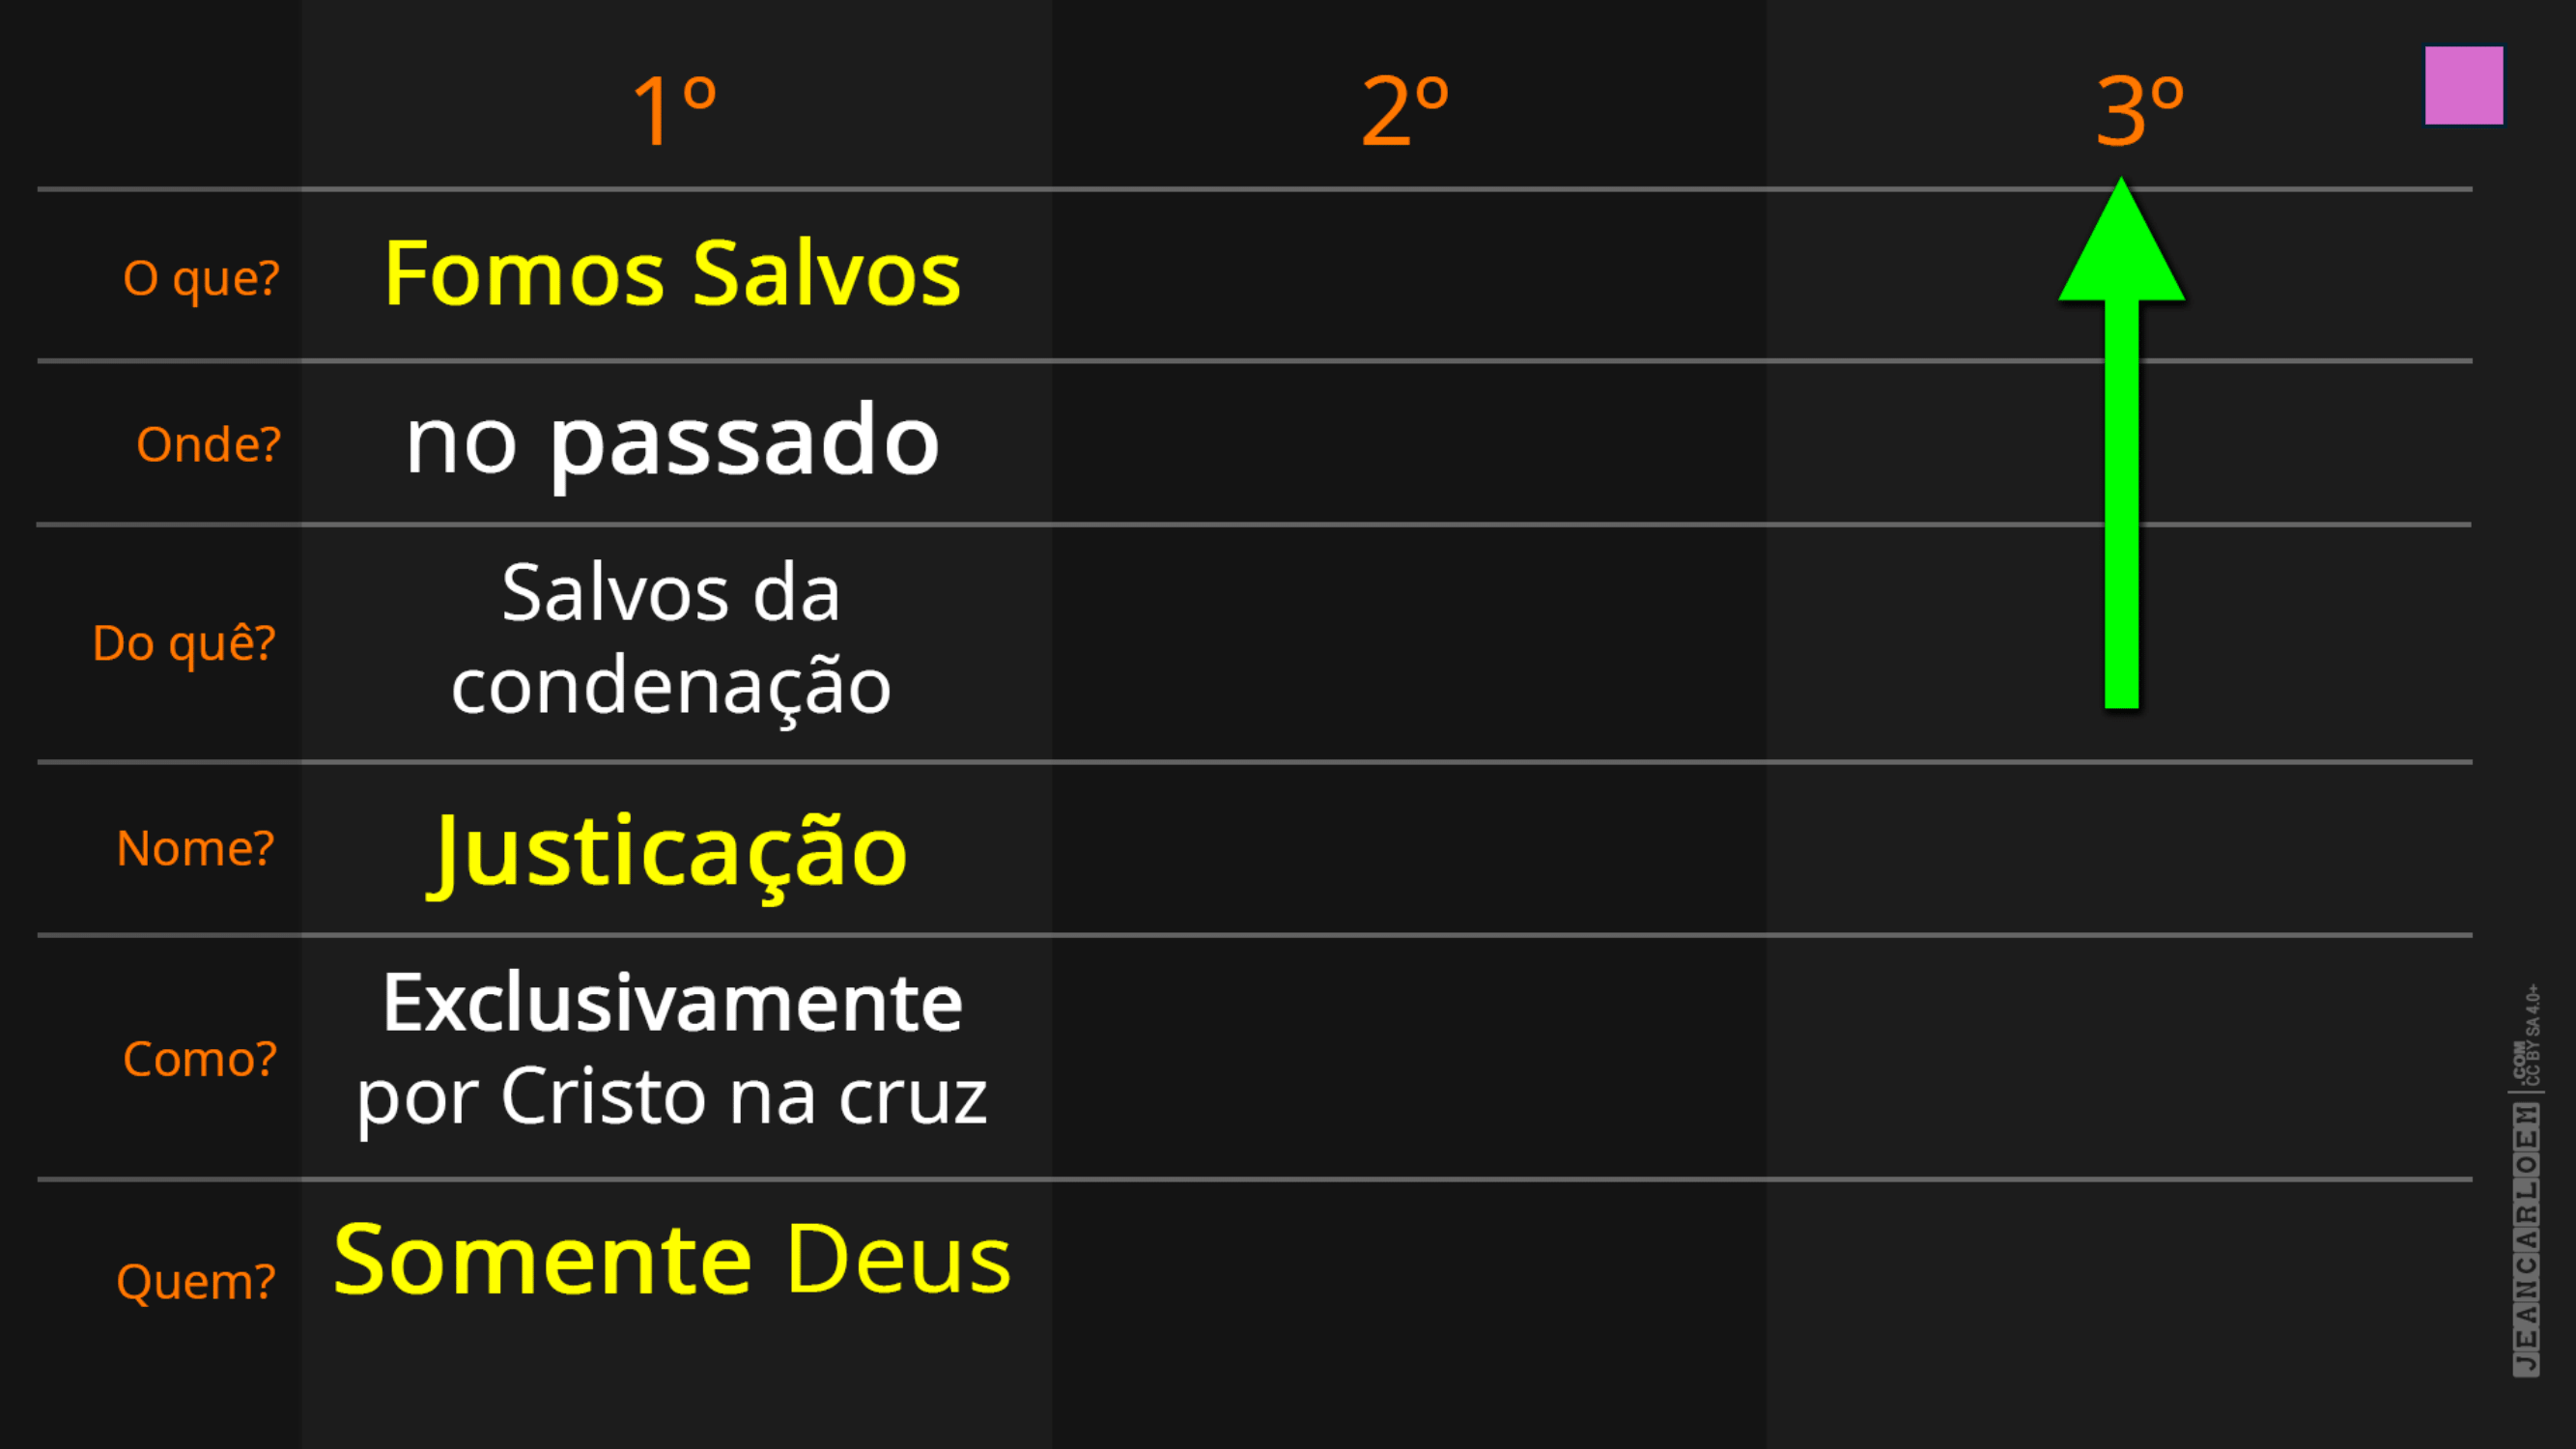 1º 2º 3º
O que? Fomos Salvos
Onde? no passado
Do quê? Salvos da
condenação
Nome? Justicação
Como? Exclusivamente
por Cristo na cruz
Quem? Somente Deus
JEANCARLOEM .COM
CC BY SA 4.0+